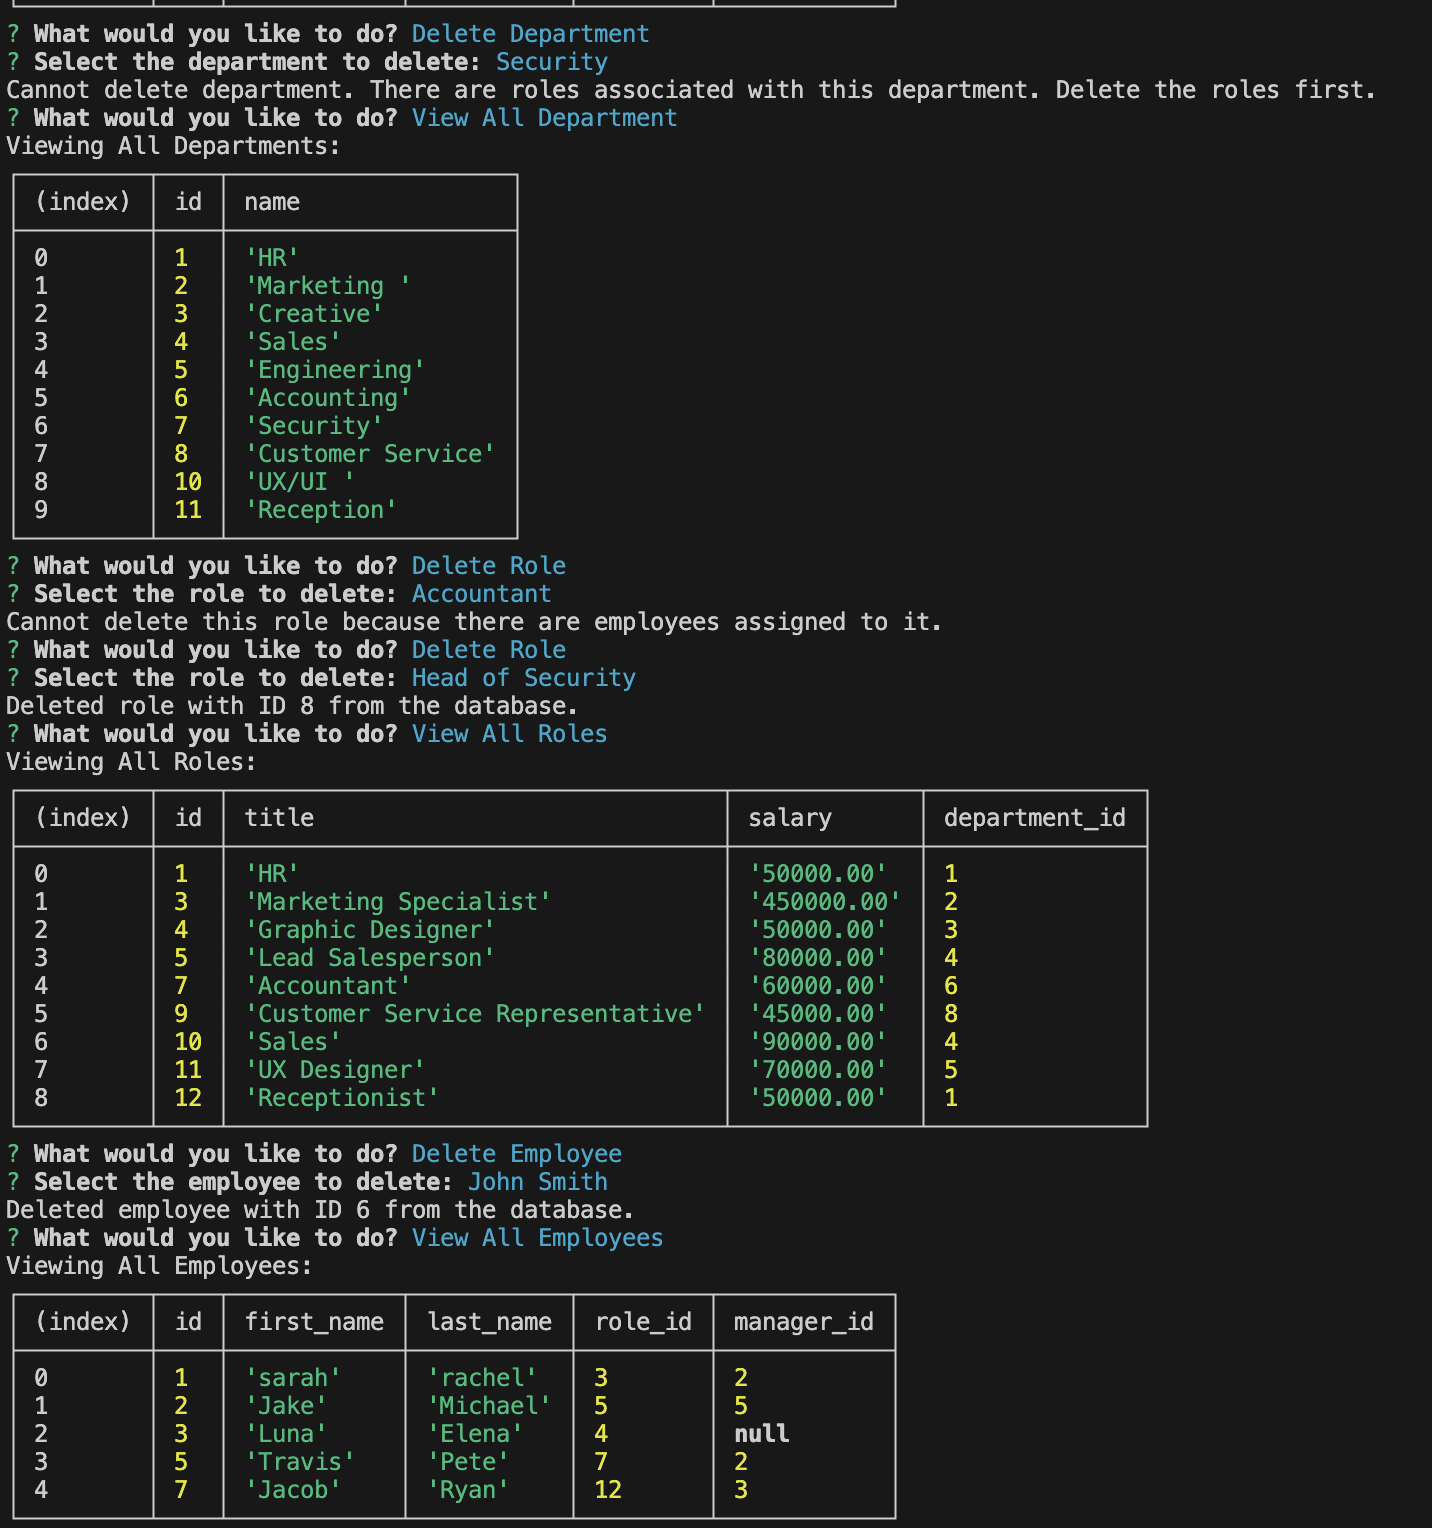 ? What would you like to do? Delete Department
? Select the department to delete: Security
Cannot delete department. There are roles associated with this department. Delete the roles first.
? What would you like to do? View All Department
Viewing All Departments:
(index) id name
0 1 'HR'
1 2 'Marketing '
2 3 'Creative'
3 4 'Sales'
4 5 'Engineering'
5 6 'Accounting'
6 7 'Security'
7 8 'Customer Service'
8 10 'UX/UI '
9 11 'Reception'
? What would you like to do? Delete Role
? Select the role to delete: Accountant
Cannot delete this role because there are employees assigned to it.
? What would you like to do? Delete Role
? Select the role to delete: Head of Security
Deleted role with ID 8 from the database.
? What would you like to do? View All Roles
Viewing All Roles:
(index) id title salary department_id
0 1 'HR' '50000.00' 1
1 3 'Marketing Specialist' '450000.00' 2
2 4 'Graphic Designer' '50000.00' 3
3 5 'Lead Salesperson' '80000.00' 4
4 7 'Accountant' '60000.00' 6
5 9 'Customer Service Representative' '45000.00' 8
6 10 'Sales' '90000.00' 4
7 11 'UX Designer' '70000.00' 5
8 12 'Receptionist' '50000.00' 1
? What would you like to do? Delete Employee
? Select the employee to delete: John Smith
Deleted employee with ID 6 from the database.
? What would you like to do? View All Employees
Viewing All Employees:
(index) id first_name last_name role_id manager_id
0 1 'sarah' 'rachel' 3 2
1 2 'Jake' 'Michael' 5 5
2 3 'Luna' 'Elena' 4 null
3 5 'Travis' 'Pete' 7 2
4 7 'Jacob' 'Ryan' 12 3